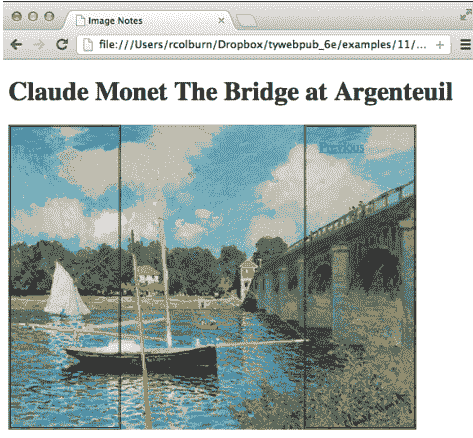 Image Notes
file:///Users/rcolburn/Dropbox/tywebpub_6e/examples/11/...
Claude Monet The Bridge at Argenteuil
Previous